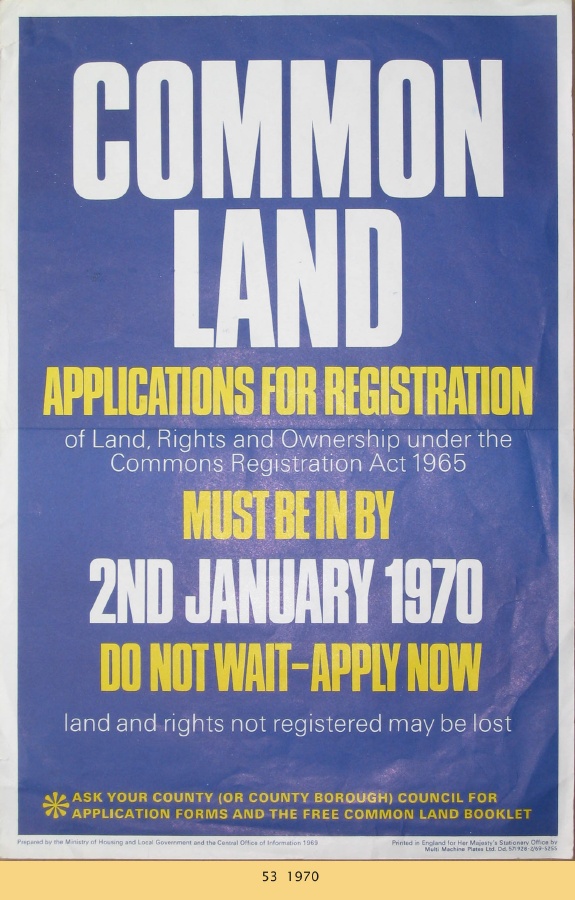 COMMON
LAND
APPLICATIONS FOR REGISTRATION
of Land, Rights and Ownership under the
Commons Registration Act 1965
MUST BE IN BY
2ND JANUARY 1970
DO NOT WAIT–APPLY NOW
land and rights not registered may be lost
ASK YOUR COUNTY (OR COUNTY BOROUGH) COUNCIL FOR
APPLICATION FORMS AND THE FREE COMMON LAND BOOKLET
Prepared by the Ministry of Housing and Local Government and the Central Office of Information 1969
Printed in England for Her Majesty's Stationery Office by
Multi Machine Plates Ltd.
53 1970